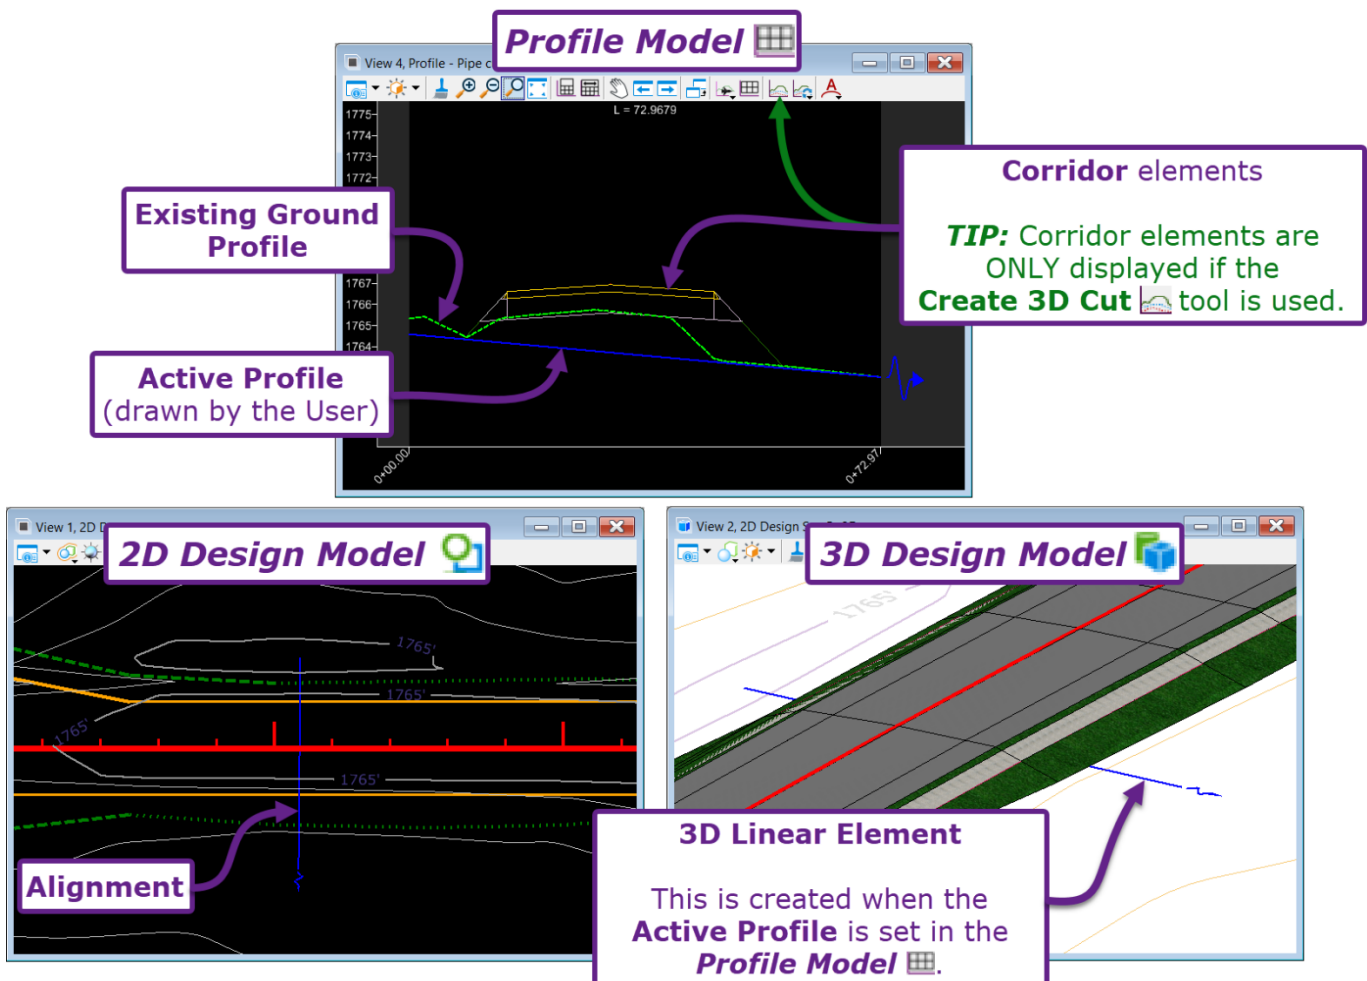 Profile Model
View 4, Profile - Pipe c
L = 72.9679
1775
1774
1773
1772
1767
1766
1765
1764
0+00.00
0+72.97
Existing Ground
Profile
Active Profile
(drawn by the User)
Corridor elements
TIP: Corridor elements are
ONLY displayed if the
Create 3D Cut tool is used.
View 1, 2D D
2D Design Model
1765'
1765'
1765'
1765'
Alignment
View 2, 2D Design
3D Design Model
1765'
3D Linear Element
This is created when the
Active Profile is set in the
Profile Model .